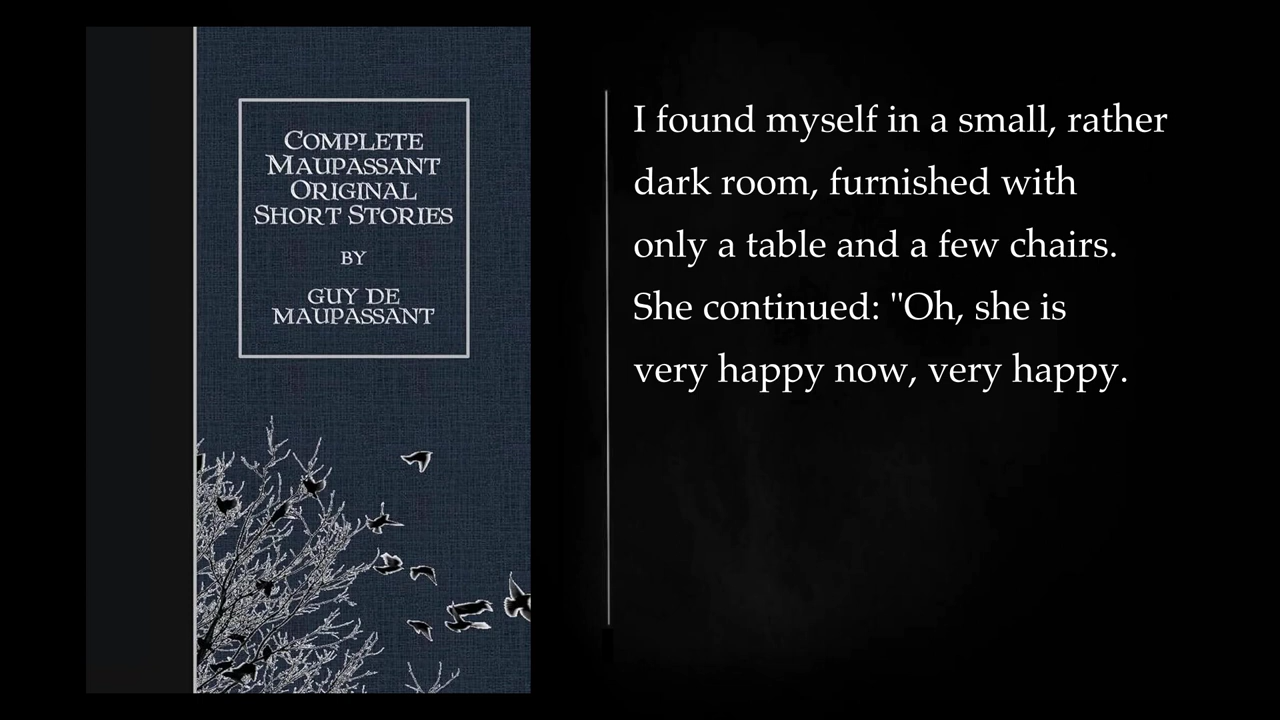 COMPLETE
MAUPASSANT
ORIGINAL
SHORT STORIES
BY
GUY DE
MAUPASSANT
I found myself in a small, rather
dark room, furnished with
only a table and a few chairs.
She continued: "Oh, she is
very happy now, very happy.